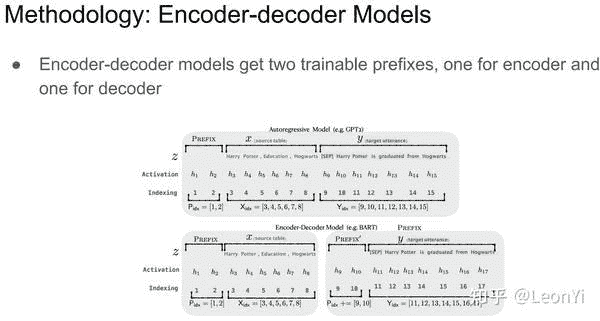 Methodology: Encoder-decoder Models
● Encoder-decoder models get two trainable prefixes, one for encoder and
one for decoder
Autoregressive Model (e.g. GPT2)
PREFIX x (source table) y (target utterance)
z Harry Potter , Education , Hogwarts [SEP] Harry Potter is graduated from Hogwarts
Activation h₁ h₂ h₃ h₄ h₅ h₆ h₇ h₈ h₉ h₁₀ h₁₁ h₁₂ h₁₃ h₁₄ h₁₅
Indexing 1 2 3 4 5 6 7 8 9 10 11 12 13 14 15
P_idx = [1, 2] X_idx = [3, 4, 5, 6, 7, 8] Y_idx = [9, 10, 11, 12, 13, 14, 15]
Encoder-Decoder Model (e.g. BART) PREFIX
PREFIX x (source table) PREFIX' y (target utterance)
z Harry Potter , Education , Hogwarts [SEP] Harry Potter is graduated from Hogwarts
Activation h₁ h₂ h₃ h₄ h₅ h₆ h₇ h₈ h₉ h₁₀ h₁₁ h₁₂ h₁₃ h₁₄ h₁₅ h₁₆ h₁₇
Indexing 1 2 3 4 5 6 7 8 9 10 11 12 13 14 15 16 17
P_idx = [1, 2] X_idx = [3, 4, 5, 6, 7, 8] P_idx += [9, 10] Y_idx = [11, 12, 13, 14, 15, 16,
知乎 @LeonYi